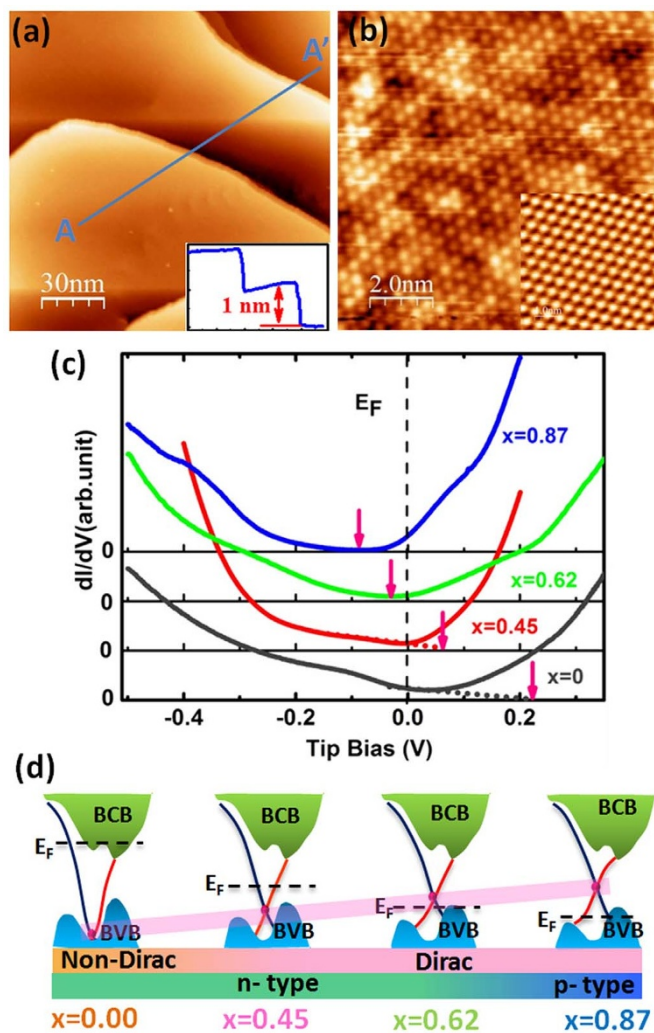 (a)
A'
A
30nm
1 nm
(b)
2.0nm
(c)
E_F
x=0.87
x=0.62
x=0.45
x=0
dI/dV(arb.unit)
0
0
0
0
-0.4 -0.2 0.0 0.2
Tip Bias (V)
(d)
BCB BCB BCB BCB
E_F E_F E_F E_F
BVB BVB BVB BVB
Non-Dirac Dirac
n- type p- type
x=0.00 x=0.45 x=0.62 x=0.87